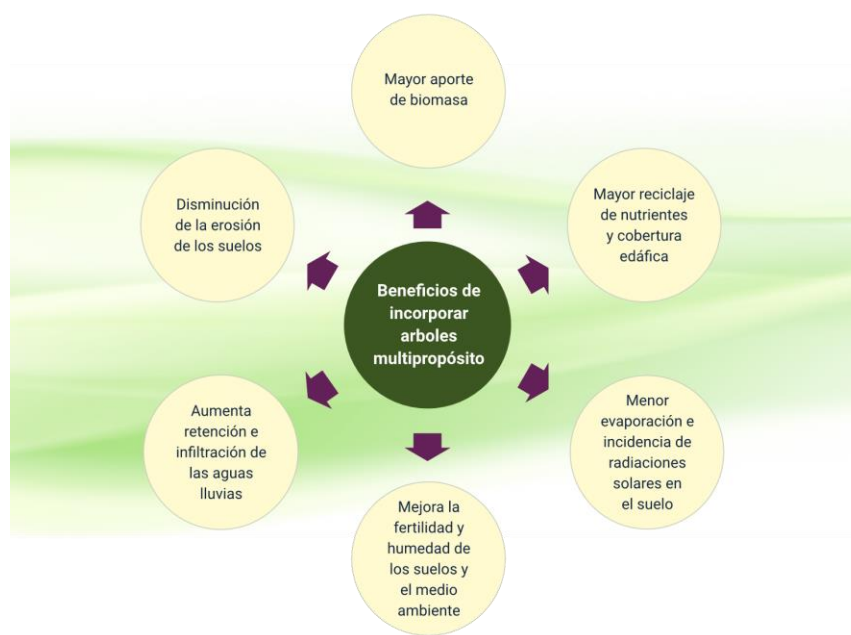 Mayor aporte
de biomasa
Disminución
de la erosión
de los suelos
Mayor reciclaje
de nutrientes
y cobertura
edáfica
Beneficios de
incorporar
arboles
multipropósito
Aumenta
retención e
infiltración de
las aguas
lluvias
Menor
evaporación e
incidencia de
radiaciones
solares en
el suelo
Mejora la
fertilidad y
humedad de
los suelos y
el medio
ambiente